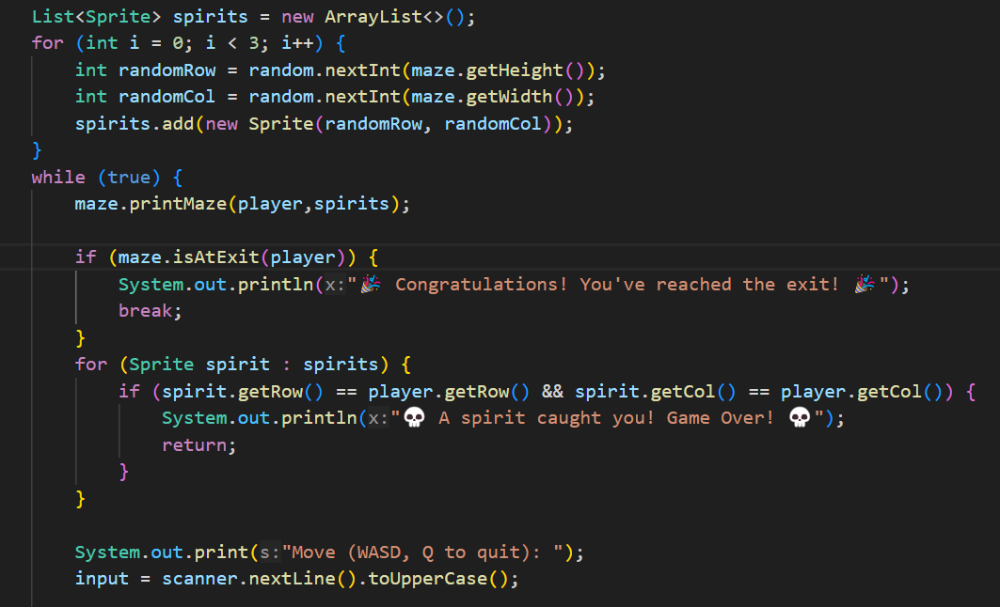 List<Sprite> spirits = new ArrayList<>();
for (int i = 0; i < 3; i++) {
    int randomRow = random.nextInt(maze.getHeight());
    int randomCol = random.nextInt(maze.getWidth());
    spirits.add(new Sprite(randomRow, randomCol));
}
while (true) {
    maze.printMaze(player,spirits);

    if (maze.isAtExit(player)) {
        System.out.println(x:"🎉 Congratulations! You've reached the exit! 🎉");
        break;
    }
    for (Sprite spirit : spirits) {
        if (spirit.getRow() == player.getRow() && spirit.getCol() == player.getCol()) {
            System.out.println(x:"💀 A spirit caught you! Game Over! 💀");
            return;
        }
    }

    System.out.print(s:"Move (WASD, Q to quit): ");
    input = scanner.nextLine().toUpperCase();